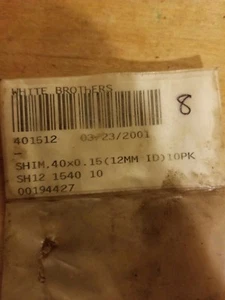 WHITE BROTHERS
8
401512 03/23/2001
-
SHIM.40x0.15(12MM ID)10PK
SH12 1540 10
00194427